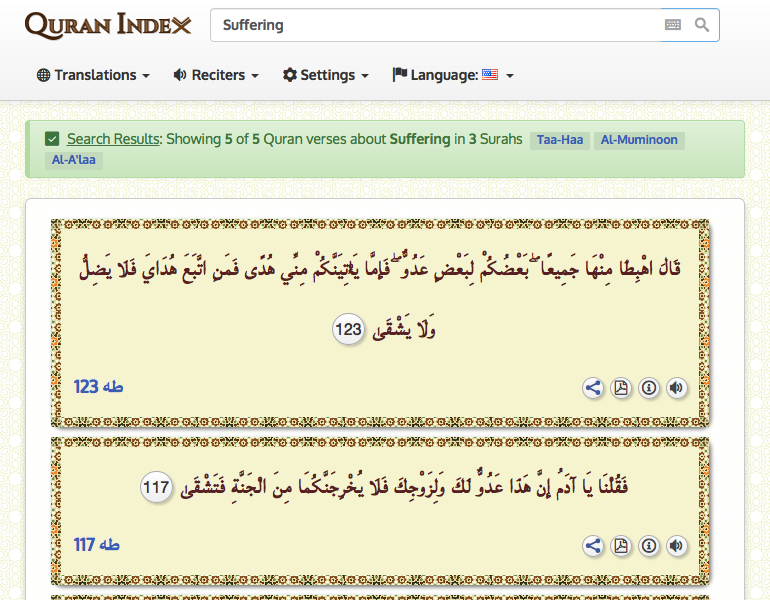 QURAN INDEX
Suffering
Translations
Reciters
Settings
Language:
Search Results: Showing 5 of 5 Quran verses about Suffering in 3 Surahs Taa-Haa Al-Muminoon
Al-A'laa
قَالَ اهْبِطَا مِنْهَا جَمِيعًا ۖ بَعْضُكُمْ لِبَعْضٍ عَدُوٌّ ۖ فَإِمَّا يَأْتِيَنَّكُمْ مِنِّي هُدًى فَمَنِ اتَّبَعَ هُدَايَ فَلَا يَضِلُّ
وَلَا يَشْقَىٰ 123
طه 123
فَقُلْنَا يَا آدَمُ إِنَّ هَٰذَا عَدُوٌّ لَكَ وَلِزَوْجِكَ فَلَا يُخْرِجَنَّكُمَا مِنَ الْجَنَّةِ فَتَشْقَىٰ 117
طه 117